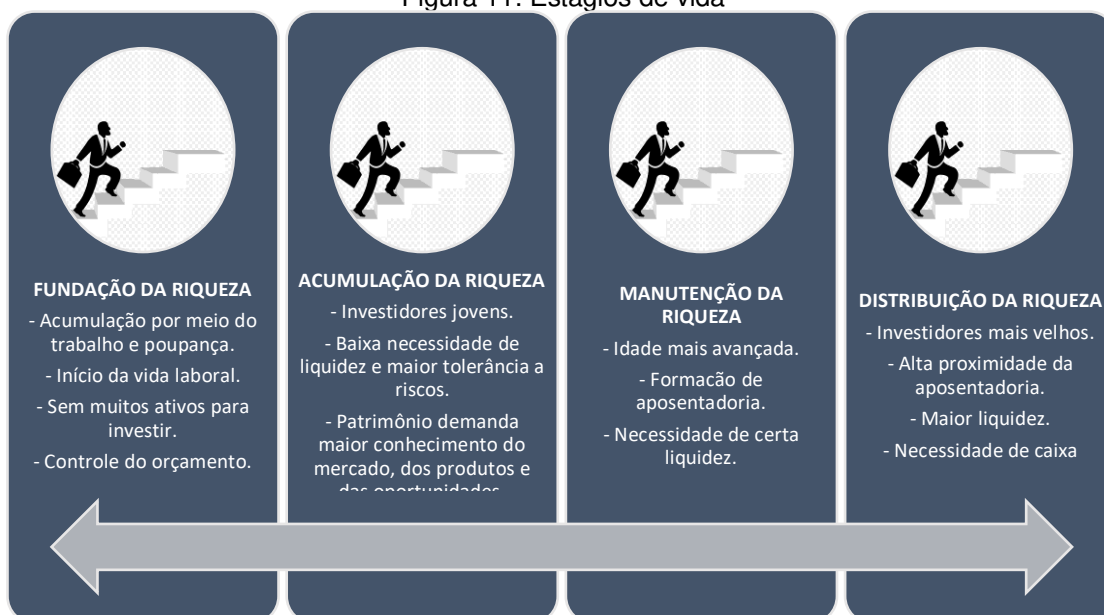 Figura 11: Estágios de vida
FUNDAÇÃO DA RIQUEZA
- Acumulação por meio do
trabalho e poupança.
- Início da vida laboral.
- Sem muitos ativos para
investir.
- Controle do orçamento.
ACUMULAÇÃO DA RIQUEZA
- Investidores jovens.
- Baixa necessidade de
liquidez e maior tolerância a
riscos.
- Patrimônio demanda
maior conhecimento do
mercado, dos produtos e
das oportunidades.
MANUTENÇÃO DA
RIQUEZA
- Idade mais avançada.
- Formação de
aposentadoria.
- Necessidade de certa
liquidez.
DISTRIBUIÇÃO DA RIQUEZA
- Investidores mais velhos.
- Alta proximidade da
aposentadoria.
- Maior liquidez.
- Necessidade de caixa